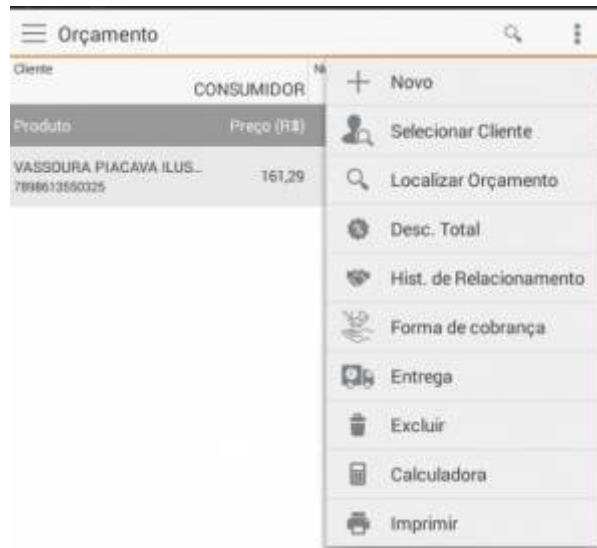 Orçamento
Cliente
CONSUMIDOR
Produto Preço (R$)
VASSOURA PIACAVA ILUS...
7898613550325
161,29
Novo
Selecionar Cliente
Localizar Orçamento
Desc. Total
Hist. de Relacionamento
Forma de cobrança
Entrega
Excluir
Calculadora
Imprimir